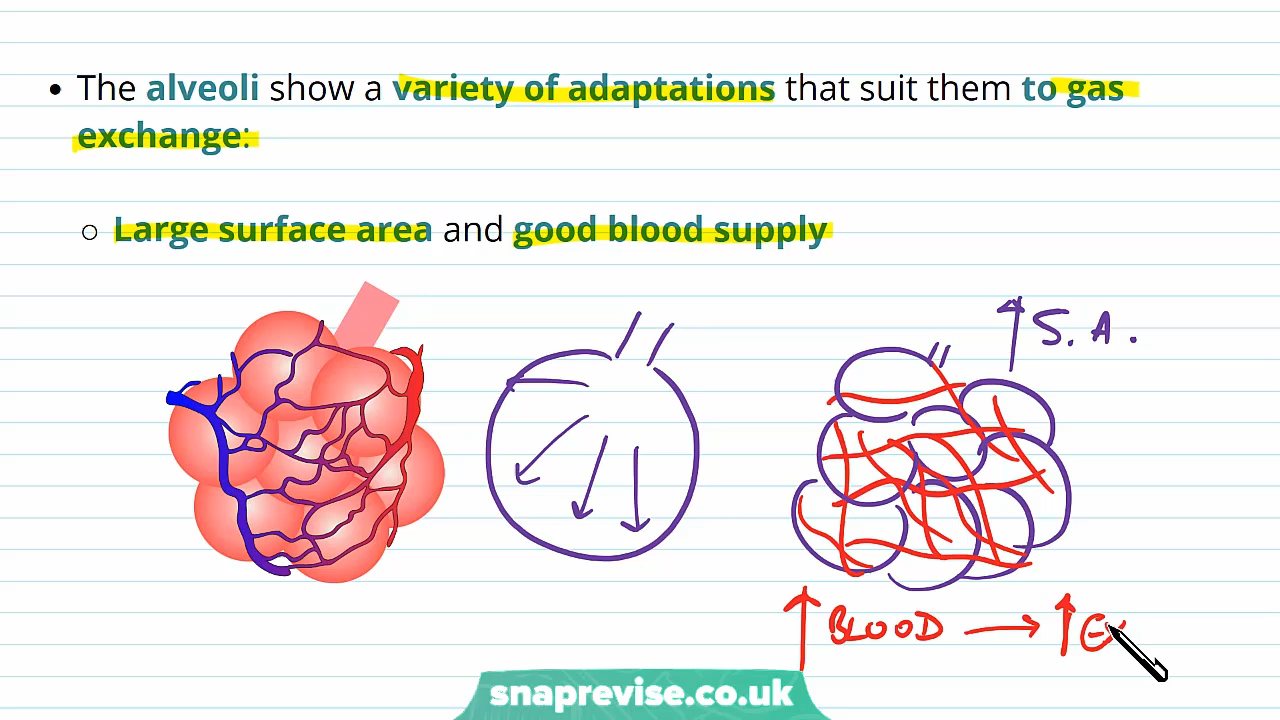 The alveoli show a variety of adaptations that suit them to gas
exchange:
Large surface area and good blood supply
S.A.
BLOOD
snaprevise.co.uk